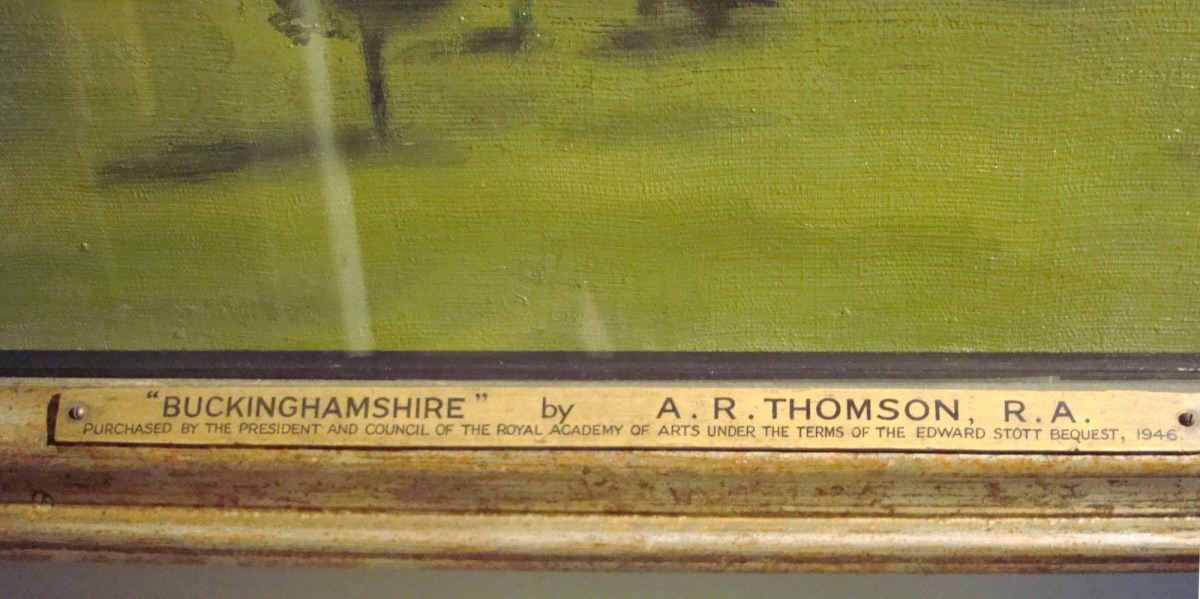 “BUCKINGHAMSHIRE” by A. R. THOMSON, R.A.
PURCHASED BY THE PRESIDENT AND COUNCIL OF THE ROYAL ACADEMY OF ARTS UNDER THE TERMS OF THE EDWARD STOTT BEQUEST, 1946.